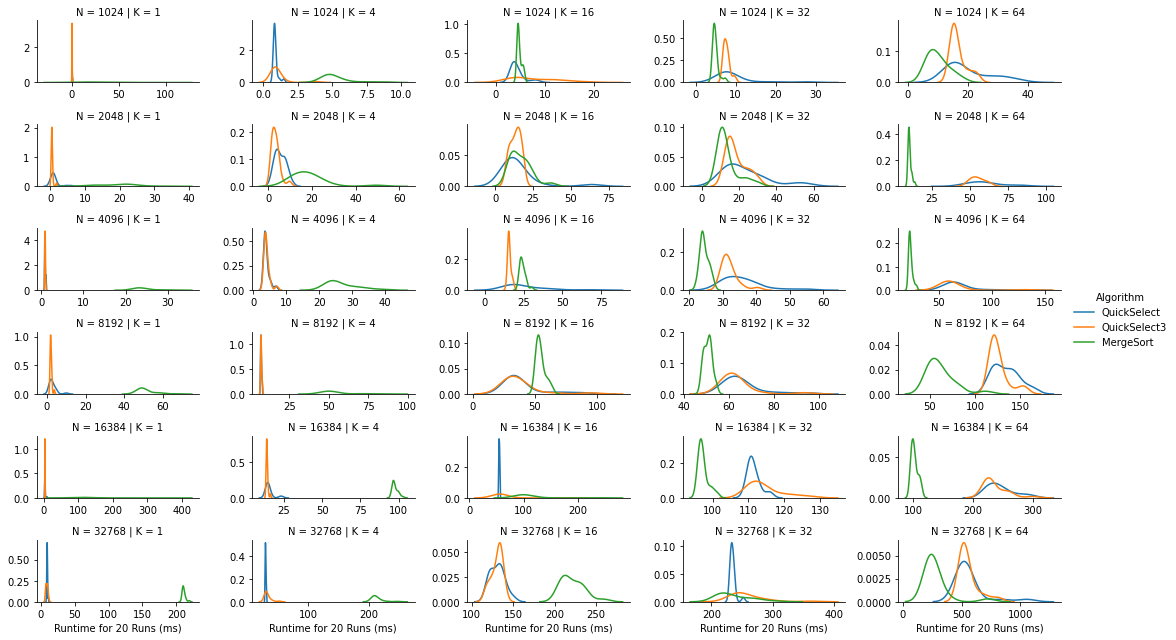 N = 1024 | K = 1
N = 1024 | K = 4
N = 1024 | K = 16
N = 1024 | K = 32
N = 1024 | K = 64
2
0
0 50 100
2
0
0.0 2.5 5.0 7.5 10.0
1.0
0.5
0.0
0 10 20
0.50
0.25
0.00
0 10 20 30
0.1
0.0
0 20 40
N = 2048 | K = 1
N = 2048 | K = 4
N = 2048 | K = 16
N = 2048 | K = 32
N = 2048 | K = 64
2
1
0
0 10 20 30 40
0.2
0.1
0.0
0 20 40 60
0.05
0.00
0 25 50 75
0.10
0.05
0.00
0 20 40 60
0.4
0.2
0.0
25 50 75 100
N = 4096 | K = 1
N = 4096 | K = 4
N = 4096 | K = 16
N = 4096 | K = 32
N = 4096 | K = 64
4
2
0
0 10 20 30
0.50
0.25
0.00
0 10 20 30 40
0.2
0.0
0 25 50 75
0.2
0.0
20 30 40 50 60
0.2
0.1
0.0
50 100 150
Algorithm
QuickSelect
QuickSelect3
MergeSort
N = 8192 | K = 1
N = 8192 | K = 4
N = 8192 | K = 16
N = 8192 | K = 32
N = 8192 | K = 64
1.0
0.5
0.0
0 20 40 60
1.0
0.5
0.0
25 50 75 100
0.10
0.05
0.00
0 50 100
0.2
0.1
0.0
40 60 80 100
0.04
0.02
0.00
50 100 150
N = 16384 | K = 1
N = 16384 | K = 4
N = 16384 | K = 16
N = 16384 | K = 32
N = 16384 | K = 64
1.0
0.5
0.0
0 100 200 300 400
0.5
0.0
25 50 75 100
0.2
0.0
0 100 200
0.2
0.0
100 110 120 130
0.05
0.00
100 200 300
N = 32768 | K = 1
N = 32768 | K = 4
N = 32768 | K = 16
N = 32768 | K = 32
N = 32768 | K = 64
0.50
0.25
0.00
0 50 100 150 200
Runtime for 20 Runs (ms)
0.4
0.2
0.0
100 200
Runtime for 20 Runs (ms)
0.050
0.025
0.000
100 150 200 250
Runtime for 20 Runs (ms)
0.10
0.05
0.00
200 300 400
Runtime for 20 Runs (ms)
0.0050
0.0025
0.0000
0 500 1000
Runtime for 20 Runs (ms)